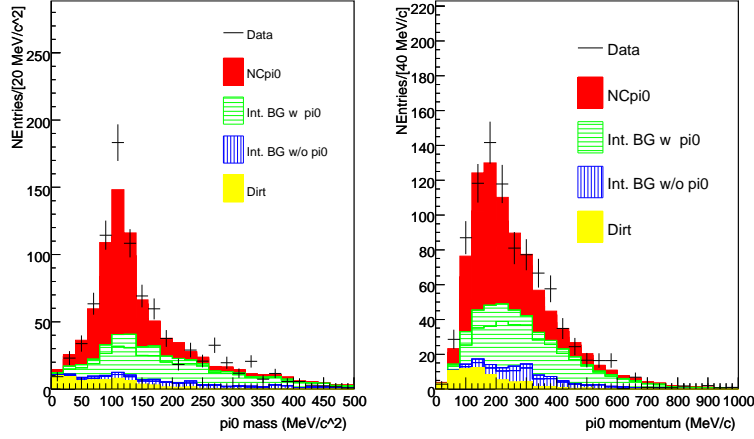 NEntries/[20 MeV/c^2]
250
200
150
100
50
0
0 50 100 150 200 250 300 350 400 450 500
pi0 mass (MeV/c^2)
Data
NCpi0
Int. BG w pi0
Int. BG w/o pi0
Dirt
NEntries/[40 MeV/c]
220
200
180
160
140
120
100
80
60
40
20
0
0 100 200 300 400 500 600 700 800 900 1000
pi0 momentum (MeV/c)
Data
NCpi0
Int. BG w pi0
Int. BG w/o pi0
Dirt